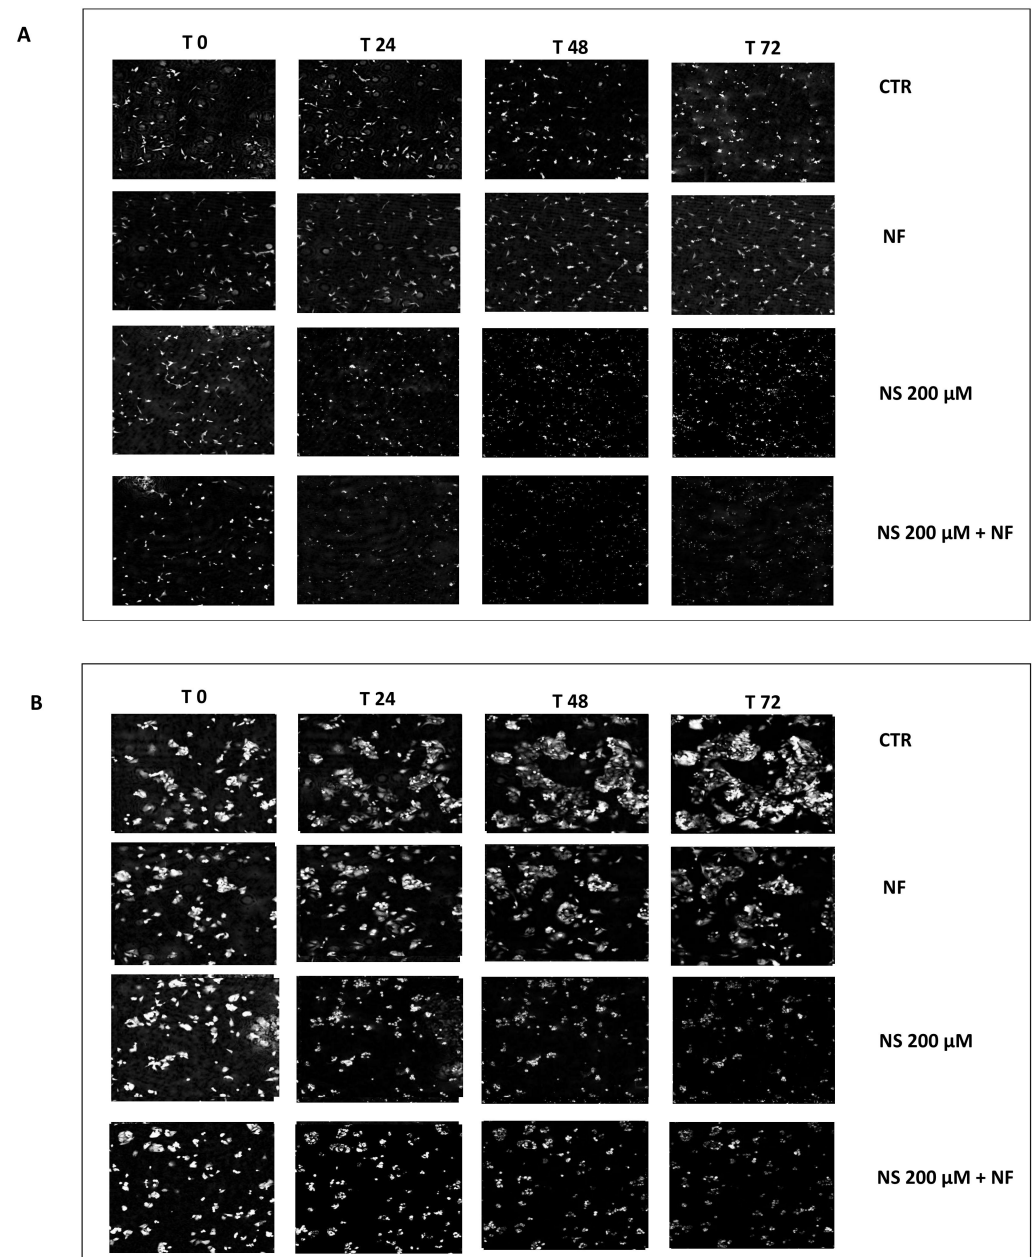 A
T 0 T 24 T 48 T 72
CTR
NF
NS 200 µM
NS 200 µM + NF
B
T 0 T 24 T 48 T 72
CTR
NF
NS 200 µM
NS 200 µM + NF